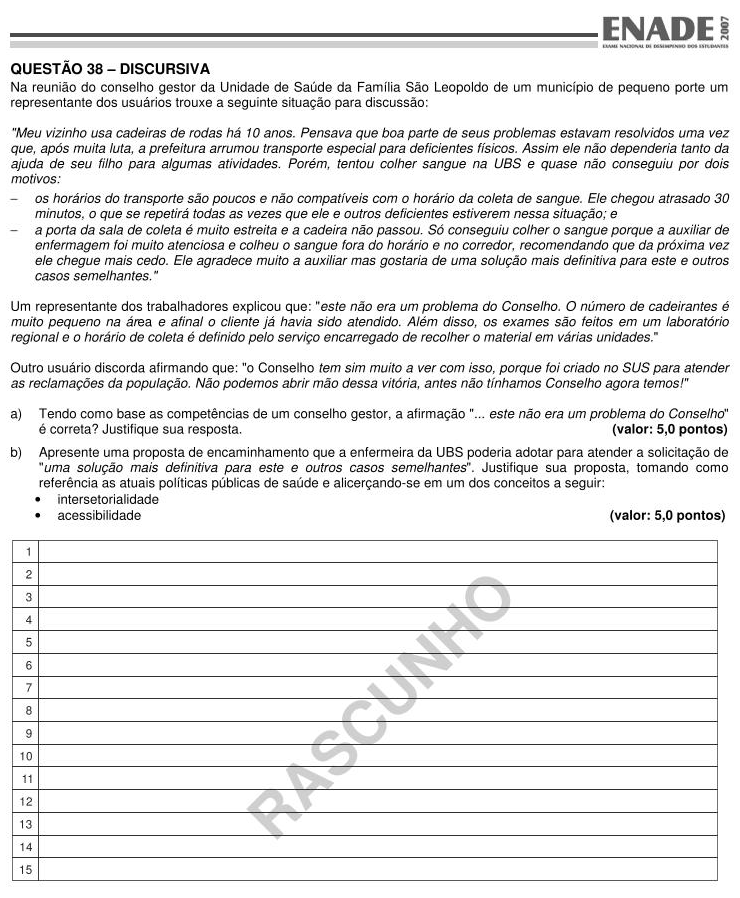 ENADE 2007
EXAME NACIONAL DE DESEMPENHO DOS ESTUDANTES
QUESTÃO 38 – DISCURSIVA
Na reunião do conselho gestor da Unidade de Saúde da Família São Leopoldo de um município de pequeno porte um
representante dos usuários trouxe a seguinte situação para discussão:
"Meu vizinho usa cadeiras de rodas há 10 anos. Pensava que boa parte de seus problemas estavam resolvidos uma vez
que, após muita luta, a prefeitura arrumou transporte especial para deficientes físicos. Assim ele não dependeria tanto da
ajuda de seu filho para algumas atividades. Porém, tentou colher sangue na UBS e quase não conseguiu por dois
motivos:
– os horários do transporte são poucos e não compatíveis com o horário da coleta de sangue. Ele chegou atrasado 30
minutos, o que se repetirá todas as vezes que ele e outros deficientes estiverem nessa situação; e
– a porta da sala de coleta é muito estreita e a cadeira não passou. Só conseguiu colher o sangue porque a auxiliar de
enfermagem foi muito atenciosa e colheu o sangue fora do horário e no corredor, recomendando que da próxima vez
ele chegue mais cedo. Ele agradece muito a auxiliar mas gostaria de uma solução mais definitiva para este e outros
casos semelhantes."
Um representante dos trabalhadores explicou que: "este não era um problema do Conselho. O número de cadeirantes é
muito pequeno na área e afinal o cliente já havia sido atendido. Além disso, os exames são feitos em um laboratório
regional e o horário de coleta é definido pelo serviço encarregado de recolher o material em várias unidades."
Outro usuário discorda afirmando que: "o Conselho tem sim muito a ver com isso, porque foi criado no SUS para atender
as reclamações da população. Não podemos abrir mão dessa vitória, antes não tínhamos Conselho agora temos!"
a) Tendo como base as competências de um conselho gestor, a afirmação "... este não era um problema do Conselho"
é correta? Justifique sua resposta. (valor: 5,0 pontos)
b) Apresente uma proposta de encaminhamento que a enfermeira da UBS poderia adotar para atender a solicitação de
"uma solução mais definitiva para este e outros casos semelhantes". Justifique sua proposta, tomando como
referência as atuais políticas públicas de saúde e alicerçando-se em um dos conceitos a seguir:
• intersetorialidade
• acessibilidade (valor: 5,0 pontos)
1
2
3
4
5
6
7
8
9
10
11
12
13
14
15
RASCUNHO